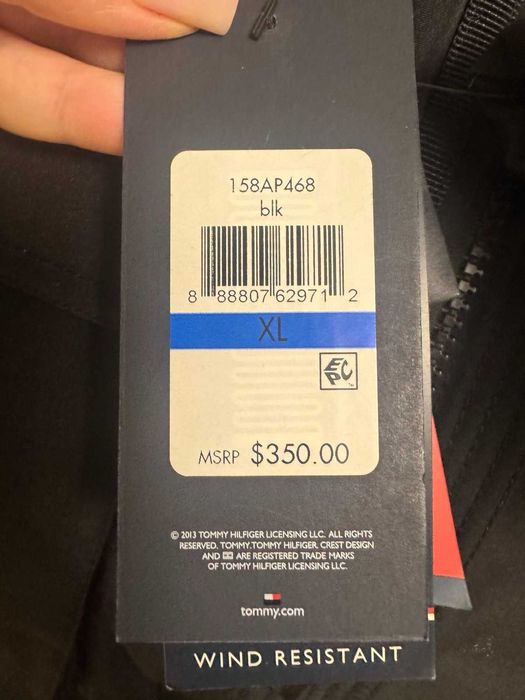 158AP468
blk
8 88807 62971 2
XL
EPC
MSRP $350.00
© 2013 TOMMY HILFIGER LICENSING LLC. ALL RIGHTS
RESERVED. TOMMY.TOMMY HILFIGER, CREST DESIGN
AND ARE REGISTERED TRADE MARKS
OF TOMMY HILFIGER LICENSING LLC.
tommy.com
WIND RESISTANT